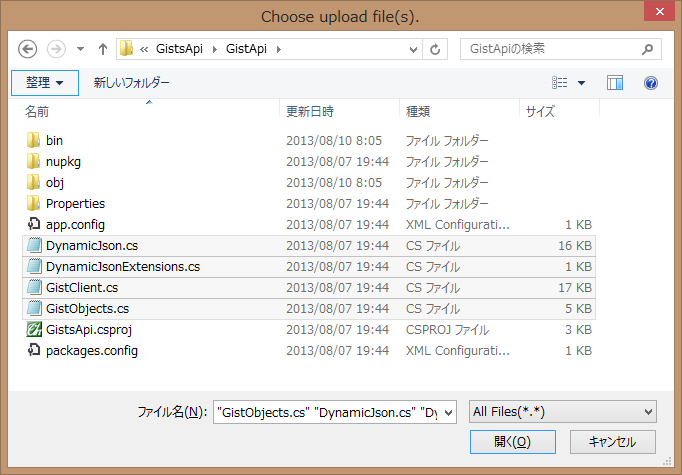 Choose upload file(s).
« GistsApi GistApi GistApiの検索
整理 新しいフォルダー
名前 更新日時 種類 サイズ
bin 2013/08/10 8:05 ファイル フォルダー
nupkg 2013/08/07 19:44 ファイル フォルダー
obj 2013/08/10 8:05 ファイル フォルダー
Properties 2013/08/07 19:44 ファイル フォルダー
app.config 2013/08/07 19:44 XML Configurati... 1 KB
DynamicJson.cs 2013/08/07 19:44 CS ファイル 16 KB
DynamicJsonExtensions.cs 2013/08/07 19:44 CS ファイル 1 KB
GistClient.cs 2013/08/07 19:44 CS ファイル 17 KB
GistObjects.cs 2013/08/07 19:44 CS ファイル 5 KB
GistsApi.csproj 2013/08/07 19:44 CSPROJ ファイル 3 KB
packages.config 2013/08/07 19:44 XML Configurati... 1 KB
ファイル名(N): "GistObjects.cs" "DynamicJson.cs" "Dy All Files(*.*)
開く(O) キャンセル